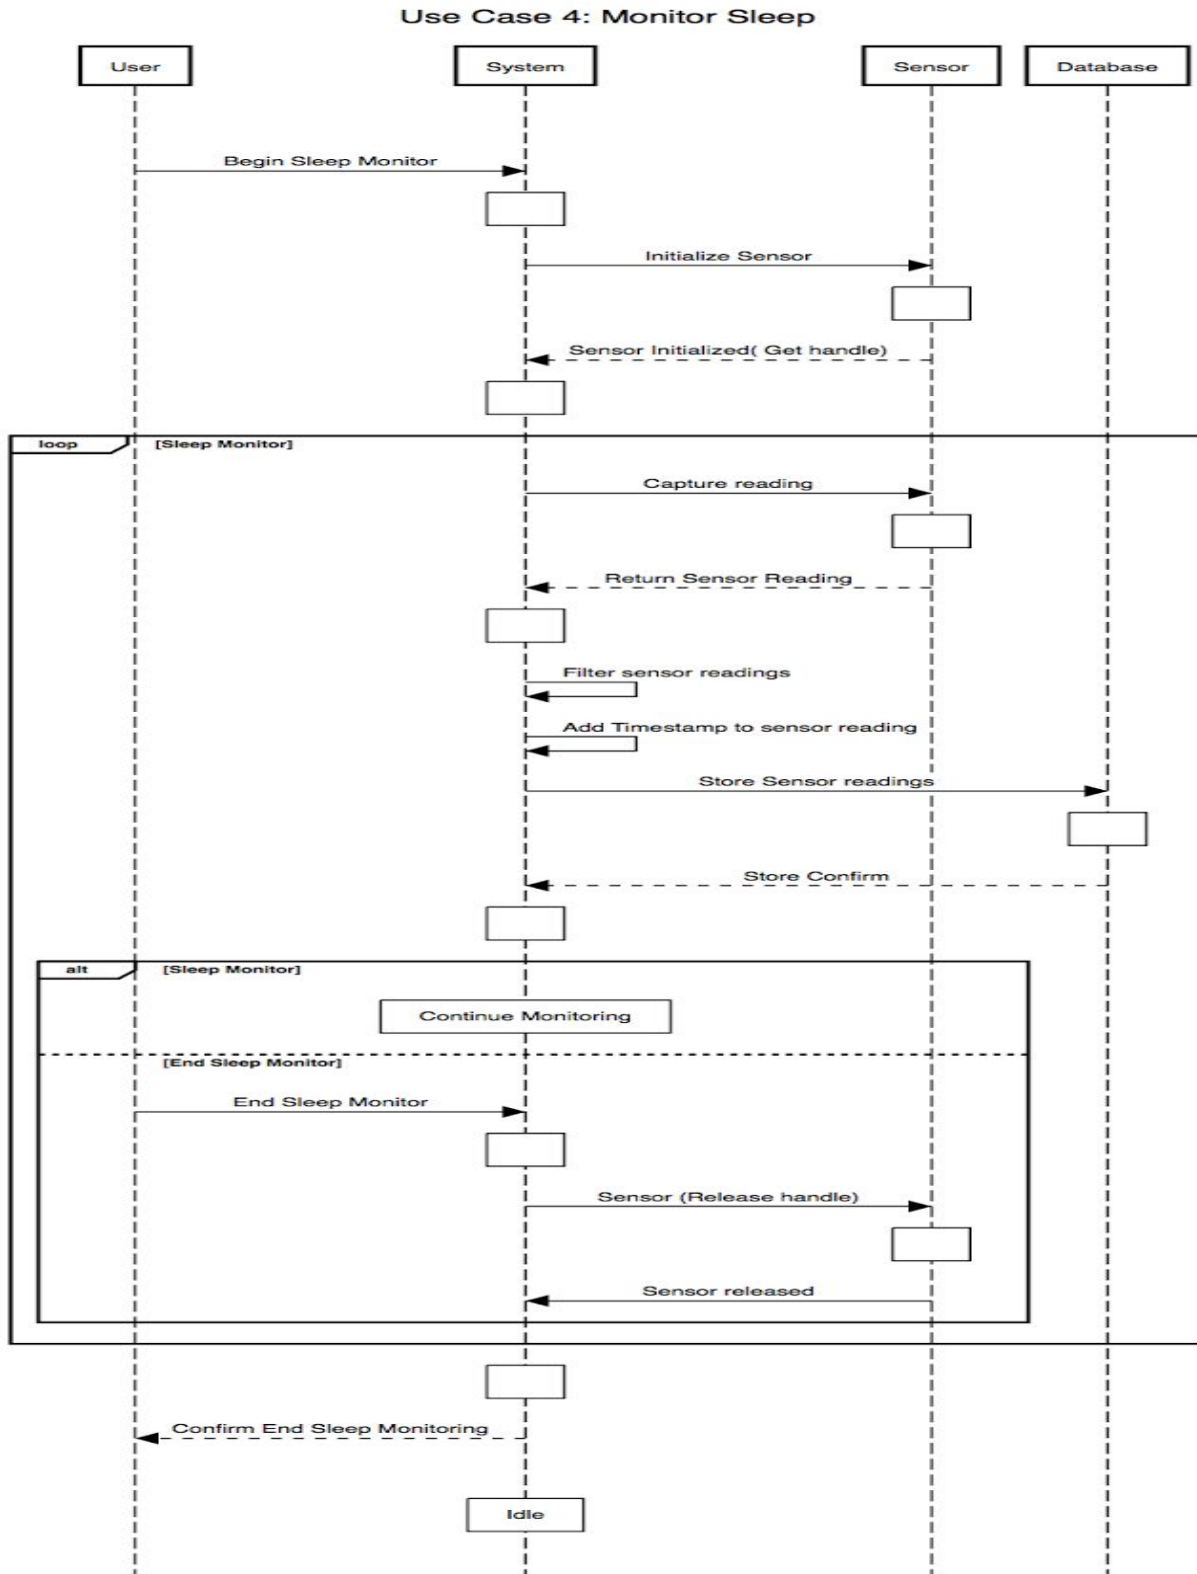 Use Case 4: Monitor Sleep
User
System
Sensor
Database
Begin Sleep Monitor
Initialize Sensor
Sensor Initialized( Get handle)
loop
[Sleep Monitor]
Capture reading
Return Sensor Reading
Filter sensor readings
Add Timestamp to sensor reading
Store Sensor readings
Store Confirm
alt
[Sleep Monitor]
Continue Monitoring
[End Sleep Monitor]
End Sleep Monitor
Sensor (Release handle)
Sensor released
Confirm End Sleep Monitoring
Idle